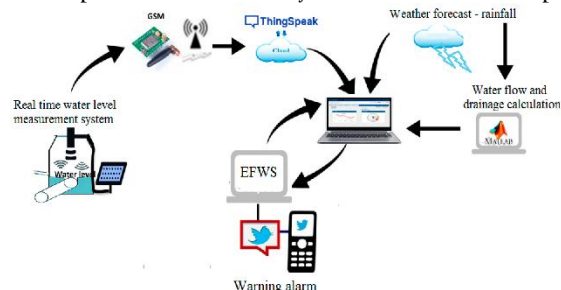 GSM
ThingSpeak
Cloud
Weather forecast - rainfall
Real time water level
measurement system
Water level
Water flow and
drainage calculation
MATLAB
EFWS
Warning alarm